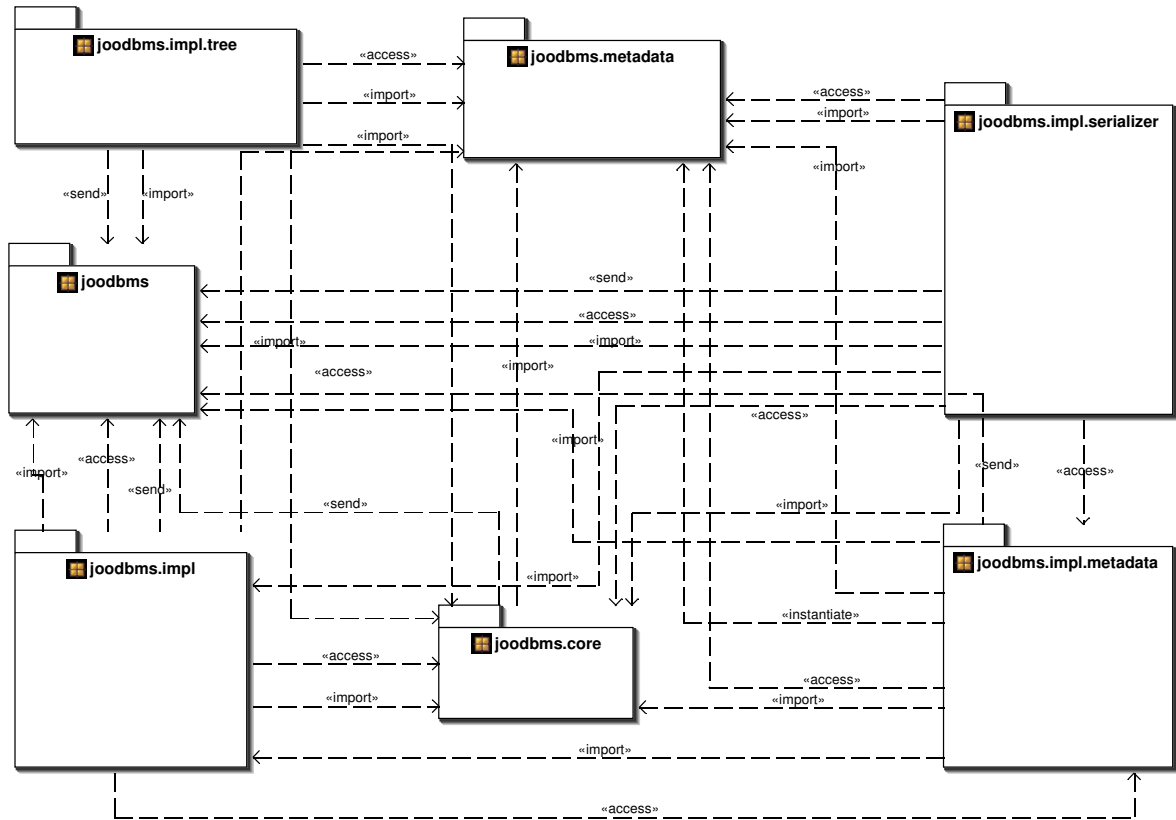 joodbms.impl.tree
joodbms.metadata
«access»
«import»
«import»
«access»
«import»
joodbms.impl.serializer
«import»
«send»
«import»
joodbms
«send»
«access»
«import»
«import»
«import»
«access»
«access»
«import»
«import»
«access»
«send»
«send»
«import»
«send»
«access»
joodbms.impl
«import»
joodbms.impl.metadata
«instantiate»
joodbms.core
«access»
«access»
«import»
«import»
«import»
«access»